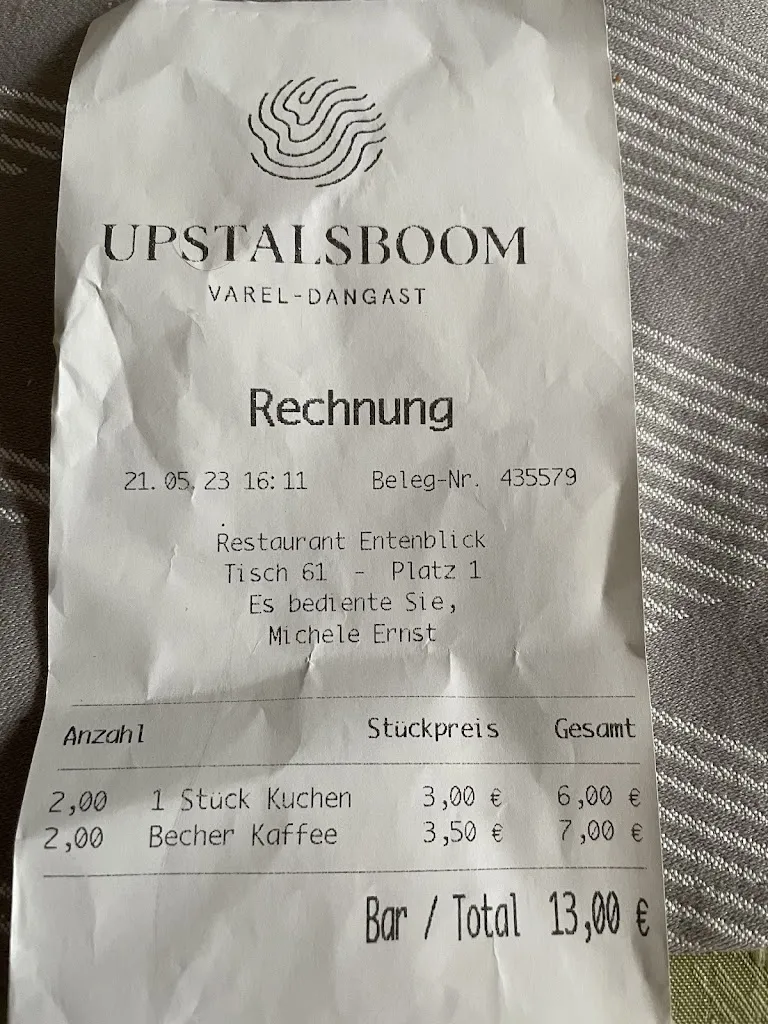 UPSTALSBOOM
VAREL-DANGAST
Rechnung
21.05.23 16:11 Beleg-Nr. 435579
Restaurant Entenblick
Tisch 61 - Platz 1
Es bediente Sie,
Michele Ernst
Anzahl Stückpreis Gesamt
2,00 1 Stück Kuchen 3,00 € 6,00 €
2,00 Becher Kaffee 3,50 € 7,00 €
Bar / Total 13,00 €